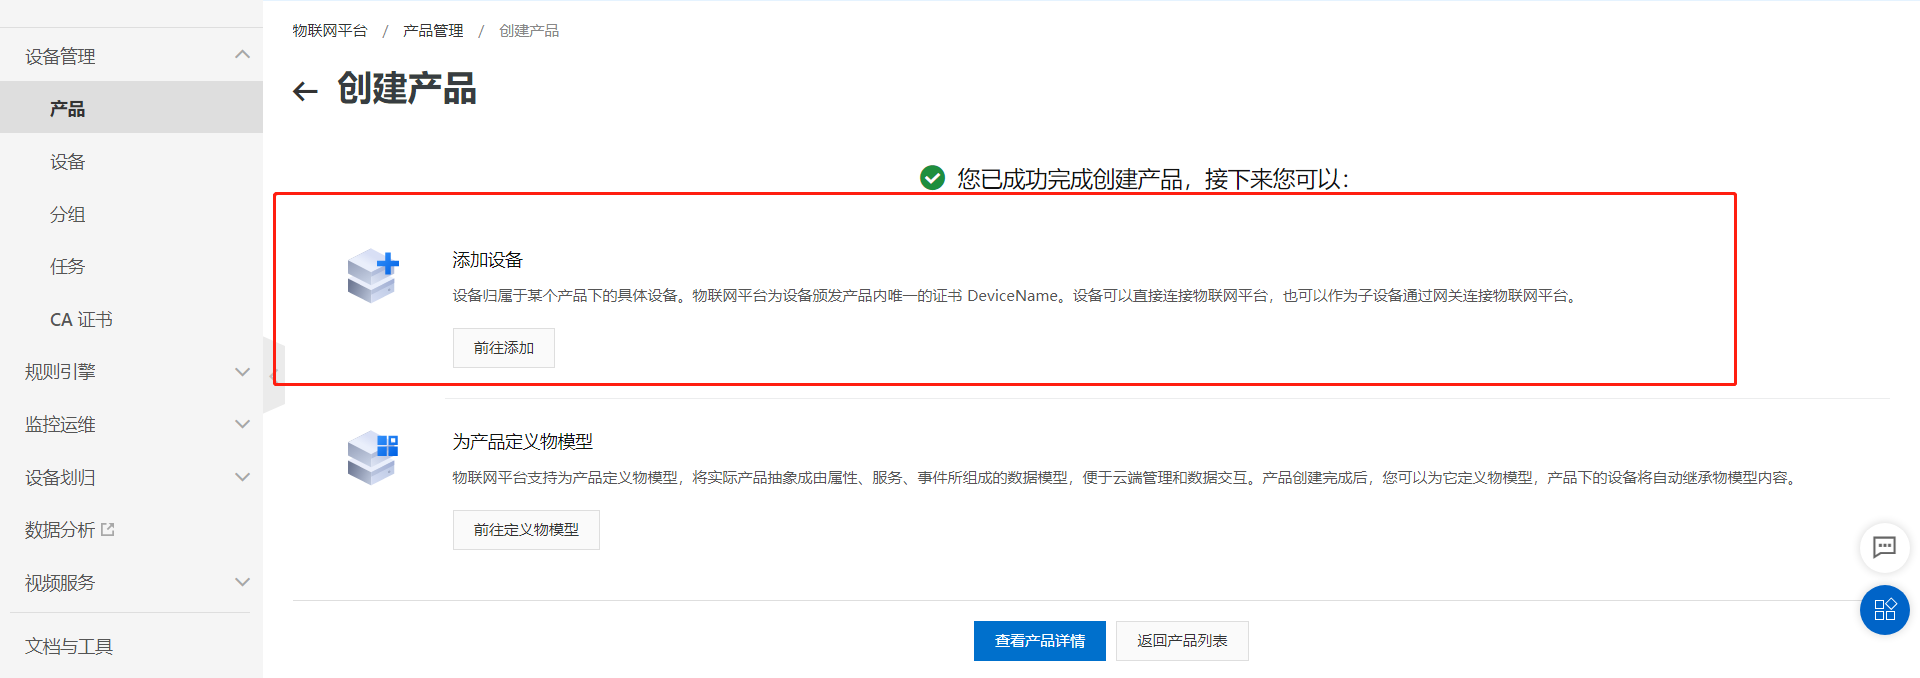 设备管理
产品
设备
分组
任务
CA 证书
规则引擎
监控运维
设备划归
数据分析
视频服务
文档与工具
物联网平台 / 产品管理 / 创建产品
创建产品
您已成功完成创建产品，接下来您可以：
添加设备
设备归属于某个产品下的具体设备。物联网平台为设备颁发产品内唯一的证书 DeviceName。设备可以直接连接物联网平台，也可以作为子设备通过网关连接物联网平台。
前往添加
为产品定义物模型
物联网平台支持为产品定义物模型，将实际产品抽象成由属性、服务、事件所组成的数据模型，便于云端管理和数据交互。产品创建完成后，您可以为它定义物模型，产品下的设备将自动继承物模型内容。
前往定义物模型
查看产品详情
返回产品列表